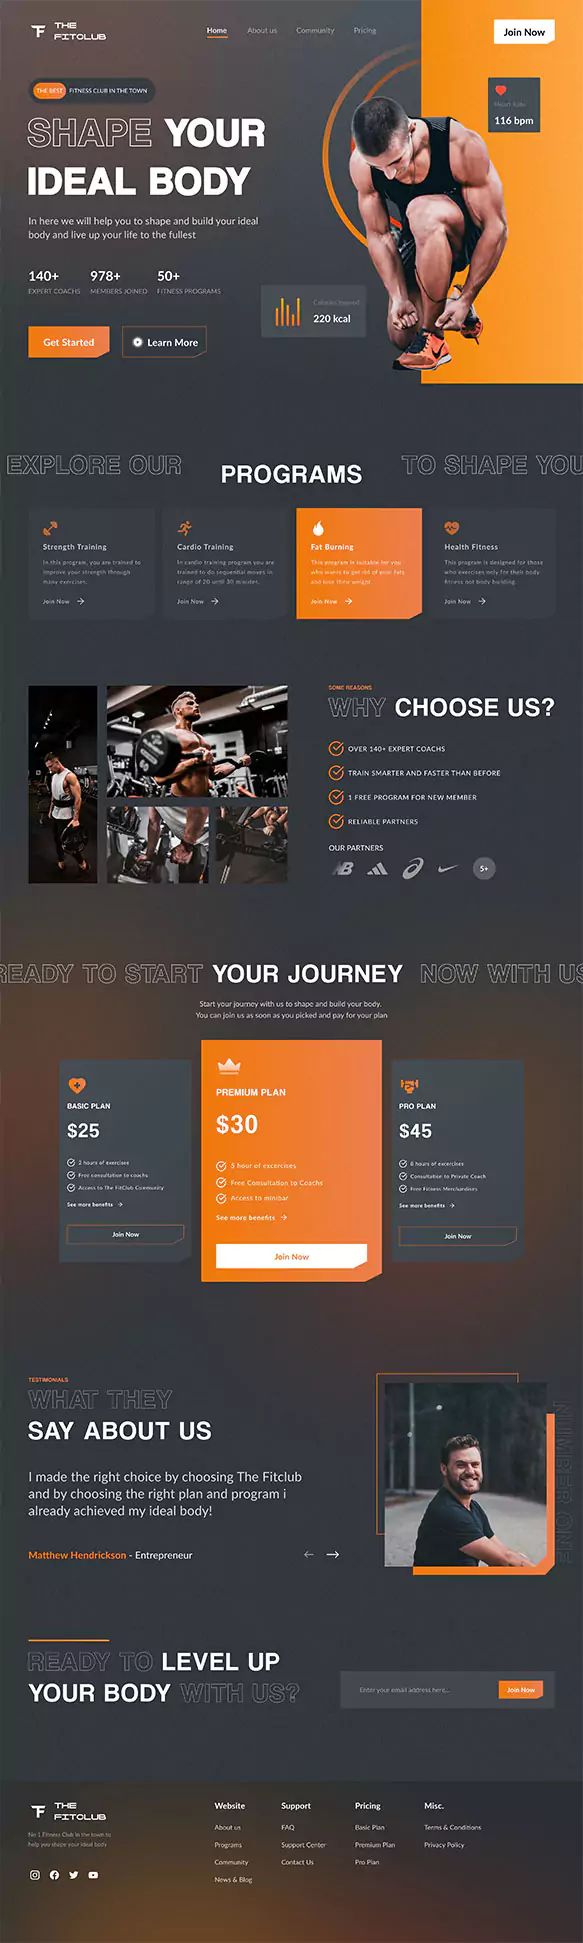 THE
FITCLUB
Home
About us
Community
Pricing
Join Now
THE BEST FITNESS CLUB IN THE TOWN
SHAPE YOUR
IDEAL BODY
In here we will help you to shape and build your ideal
body and live up your life to the fullest
140+
EXPERT COACHS
978+
MEMBERS JOINED
50+
FITNESS PROGRAMS
Get Started
Learn More
Heart Rate
116 bpm
Calories burned
220 kcal
EXPLORE OUR PROGRAMS TO SHAPE YOU
Strength Training
In this program, you are trained to
improve your strength through
many exercises.
Join Now
Cardio Training
In cardio training program you are
trained to do sequential moves in
range of 20 until 30 minutes.
Join Now
Fat Burning
This program is suitable for you
who wants to get rid of your fats
and lose their weight.
Join Now
Health Fitness
This program is designed for those
who exercises only for their body
fitness not body building.
Join Now
SOME REASONS
WHY CHOOSE US?
OVER 140+ EXPERT COACHS
TRAIN SMARTER AND FASTER THAN BEFORE
1 FREE PROGRAM FOR NEW MEMBER
RELIABLE PARTNERS
OUR PARTNERS
NB
5+
READY TO START YOUR JOURNEY NOW WITH US
Start your journey with us to shape and build your body.
You can join us as soon as you picked and pay for your plan
BASIC PLAN
$25
2 hours of exercises
Free consultation to coachs
Access to The FitClub Community
See more benefits
Join Now
PREMIUM PLAN
$30
5 hour of excercises
Free Consultation to Coachs
Access to minibar
See more benefits
Join Now
PRO PLAN
$45
8 hours of exercises
Consultation to Private Coach
Free Fitness Merchandises
See more benefits
Join Now
TESTIMONIALS
WHAT THEY
SAY ABOUT US
I made the right choice by choosing The Fitclub
and by choosing the right plan and program i
already achieved my ideal body!
Matthew Hendrickson - Entrepreneur
NUMBER ONE
READY TO LEVEL UP
YOUR BODY WITH US?
Enter your email address here...
Join Now
THE
FITCLUB
No 1 Fitness Club in the town to
help you shape your ideal body
Website
About us
Programs
Community
News & Blog
Support
FAQ
Support Center
Contact Us
Pricing
Basic Plan
Premium Plan
Pro Plan
Misc.
Terms & Conditions
Privacy Policy